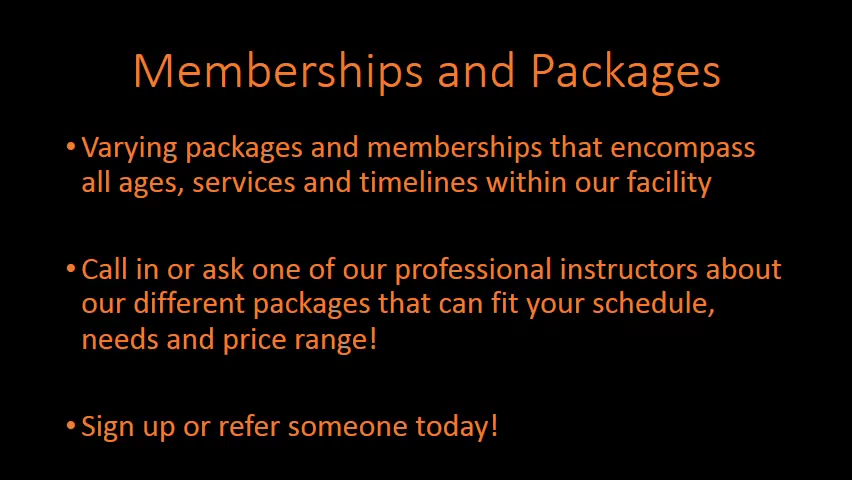 Memberships and Packages
• Varying packages and memberships that encompass
all ages, services and timelines within our facility
• Call in or ask one of our professional instructors about
our different packages that can fit your schedule,
needs and price range!
• Sign up or refer someone today!